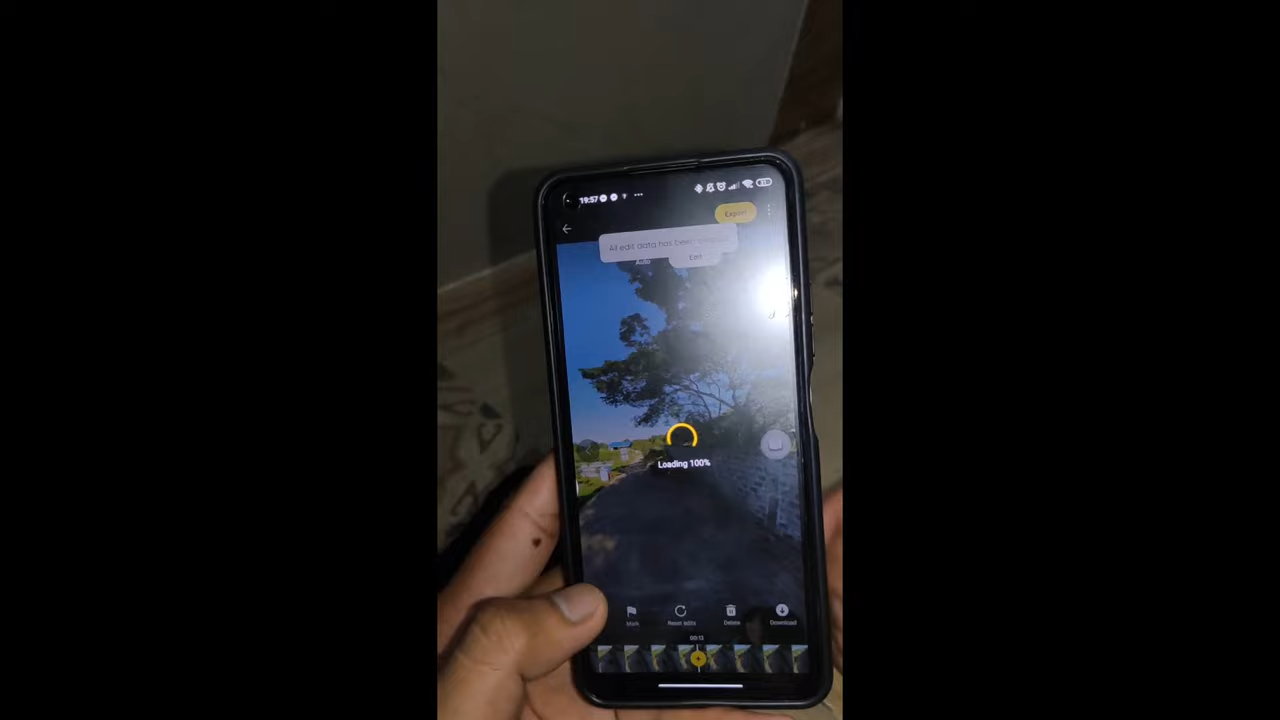 19:57
Export
All edit data has been
Edit
Loading 100%
Mark
Reset edits
Delete
Download
00:13